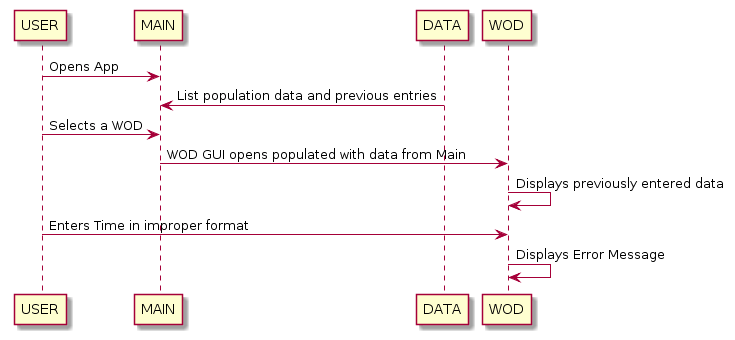 USER MAIN DATA WOD
Opens App
List population data and previous entries
Selects a WOD
WOD GUI opens populated with data from Main
Displays previously entered data
Enters Time in improper format
Displays Error Message
USER MAIN DATA WOD